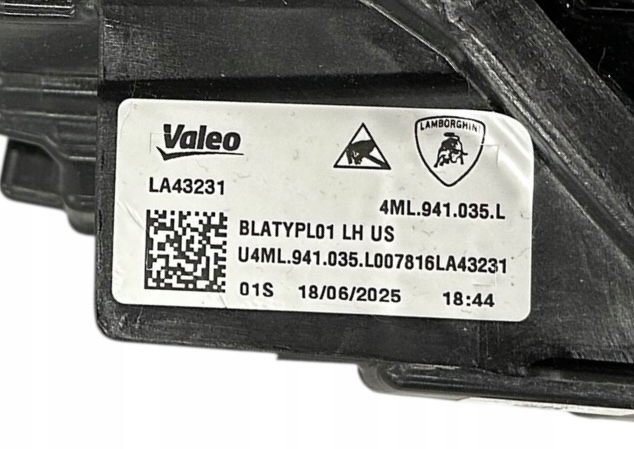 Valeo
LAMBORGHINI
LA43231
4ML.941.035.L
BLATYPL01 LH US
U4ML.941.035.L007816LA43231
01S 18/06/2025 18:44